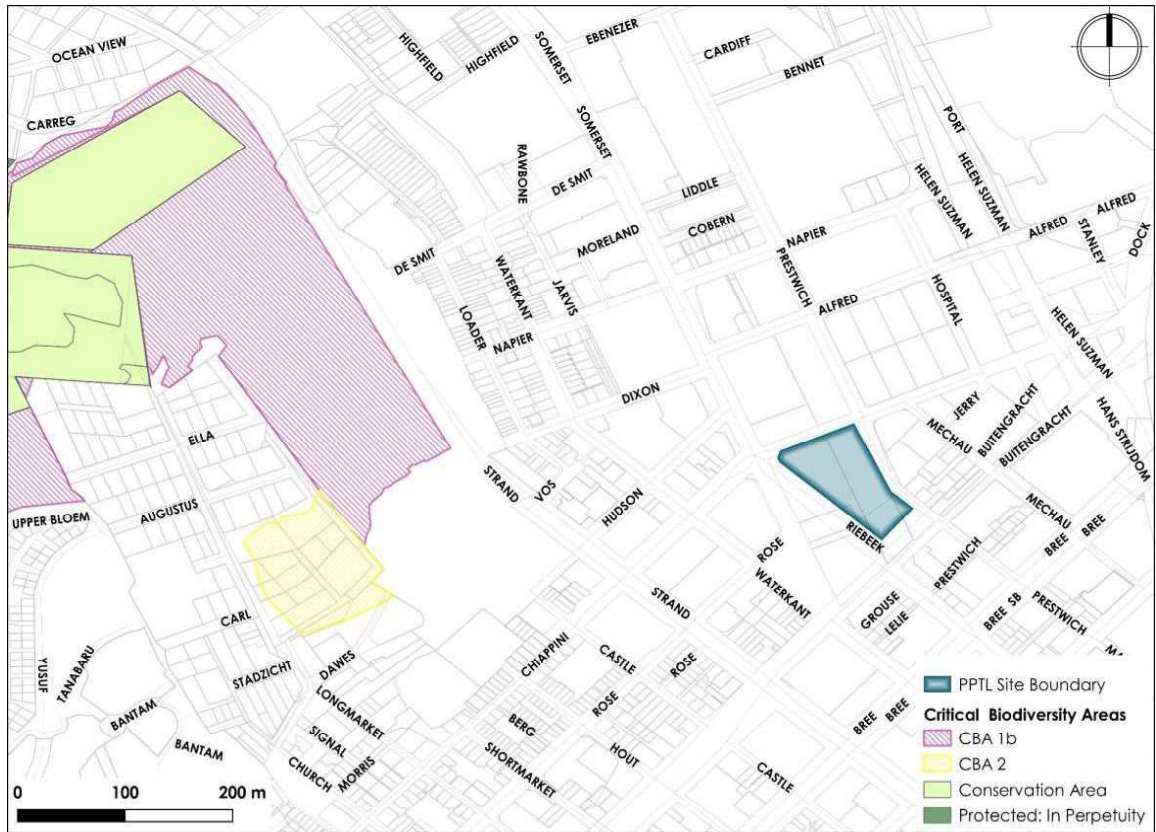 OCEAN VIEW
HIGHFIELD
HIGHFIELD
SOMERSET
EBENEZER
CARDIFF
BENNET
CARREG
SOMERSET
PORT
RAWBONE
DE SMIT
LIDDLE
HELEN SUZMAN
HELEN SUZMAN
COBERN
ALFRED
ALFRED
STANLEY
DOCK
MORELAND
NAPIER
DE SMIT
WATERKANT
JARVIS
PRESTWICH
ALFRED
HOSPITAL
LOADER
NAPIER
HELEN SUZMAN
DIXON
JERRY
BUITENGRACHT
BUITENGRACHT
HANS STRIJDOM
MECHAU
ELLA
STRAND
VOS
HUDSON
AUGUSTUS
UPPER BLOEM
RIEBEEK
MECHAU
BREE
BREE
ROSE
PRESTWICH
WATERKANT
STRAND
GROUSE
LELIE
BREE SB
PRESTWICH
CARL
DAWES
STADZICHT
CHIAPPINI
CASTLE
ROSE
YUSUF
TANABARU
BANTAM
BANTAM
LONGMARKET
SIGNAL
CHURCH
MORRIS
BERG
ROSE
SHORTMARKET
HOUT
BREE
BREE
CASTLE
PPTL Site Boundary
Critical Biodiversity Areas
CBA 1b
CBA 2
Conservation Area
Protected: In Perpetuity
0 100 200 m